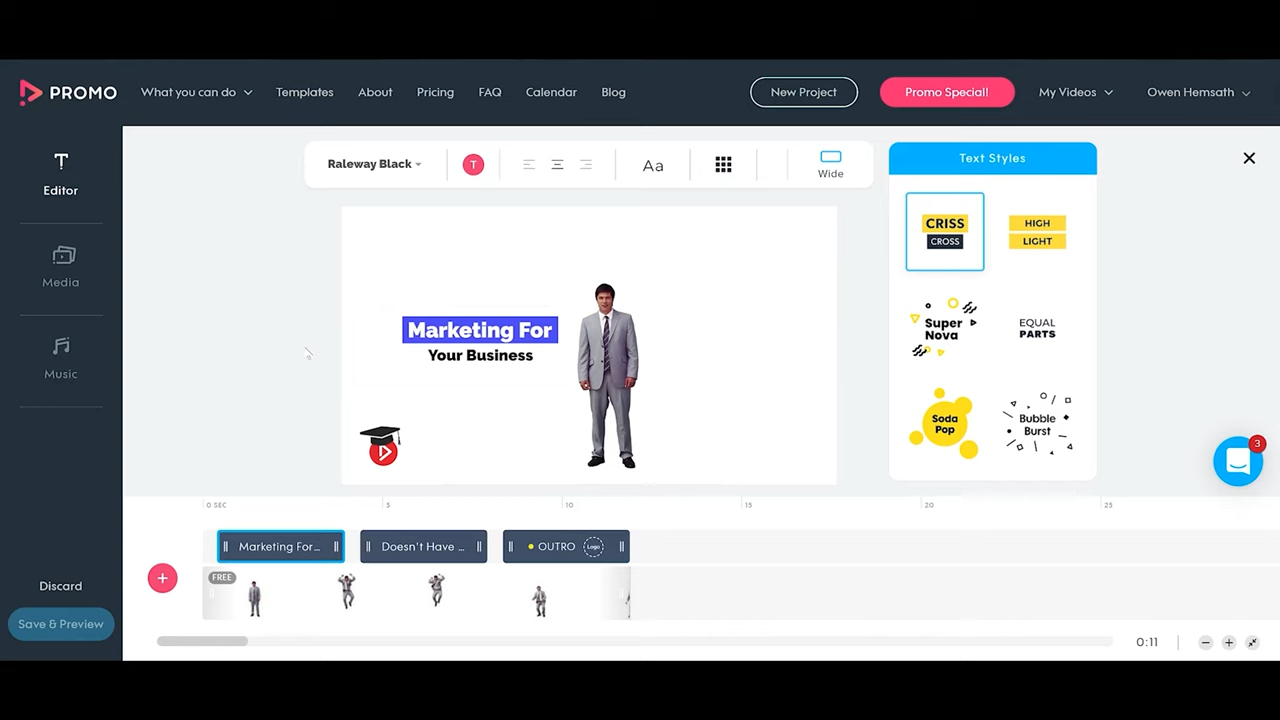 PROMO
What you can do
Templates
About
Pricing
FAQ
Calendar
Blog
New Project
Promo Special!
My Videos
Owen Hemsath
T
Editor
Media
Music
Discard
Save & Preview
Raleway Black
T
Aa
Wide
Text Styles
CRISS
CROSS
HIGH
LIGHT
Super
Nova
EQUAL
PARTS
Soda
Pop
Bubble
Burst
3
Marketing For
Your Business
0 SEC
5
10
15
20
25
Marketing For...
Doesn't Have ...
OUTRO
Logo
FREE
0:11